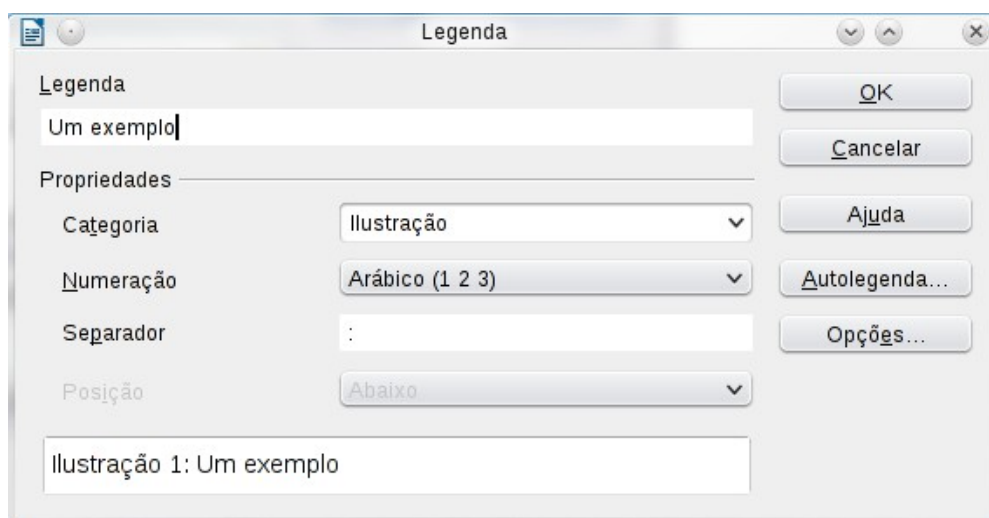 Legenda
Legenda
OK
Um exemplo
Cancelar
Propriedades
Categoria Ilustração
Ajuda
Numeração Arábico (1 2 3)
Autolegenda...
Separador :
Opções...
Posição Abaixo
Ilustração 1: Um exemplo